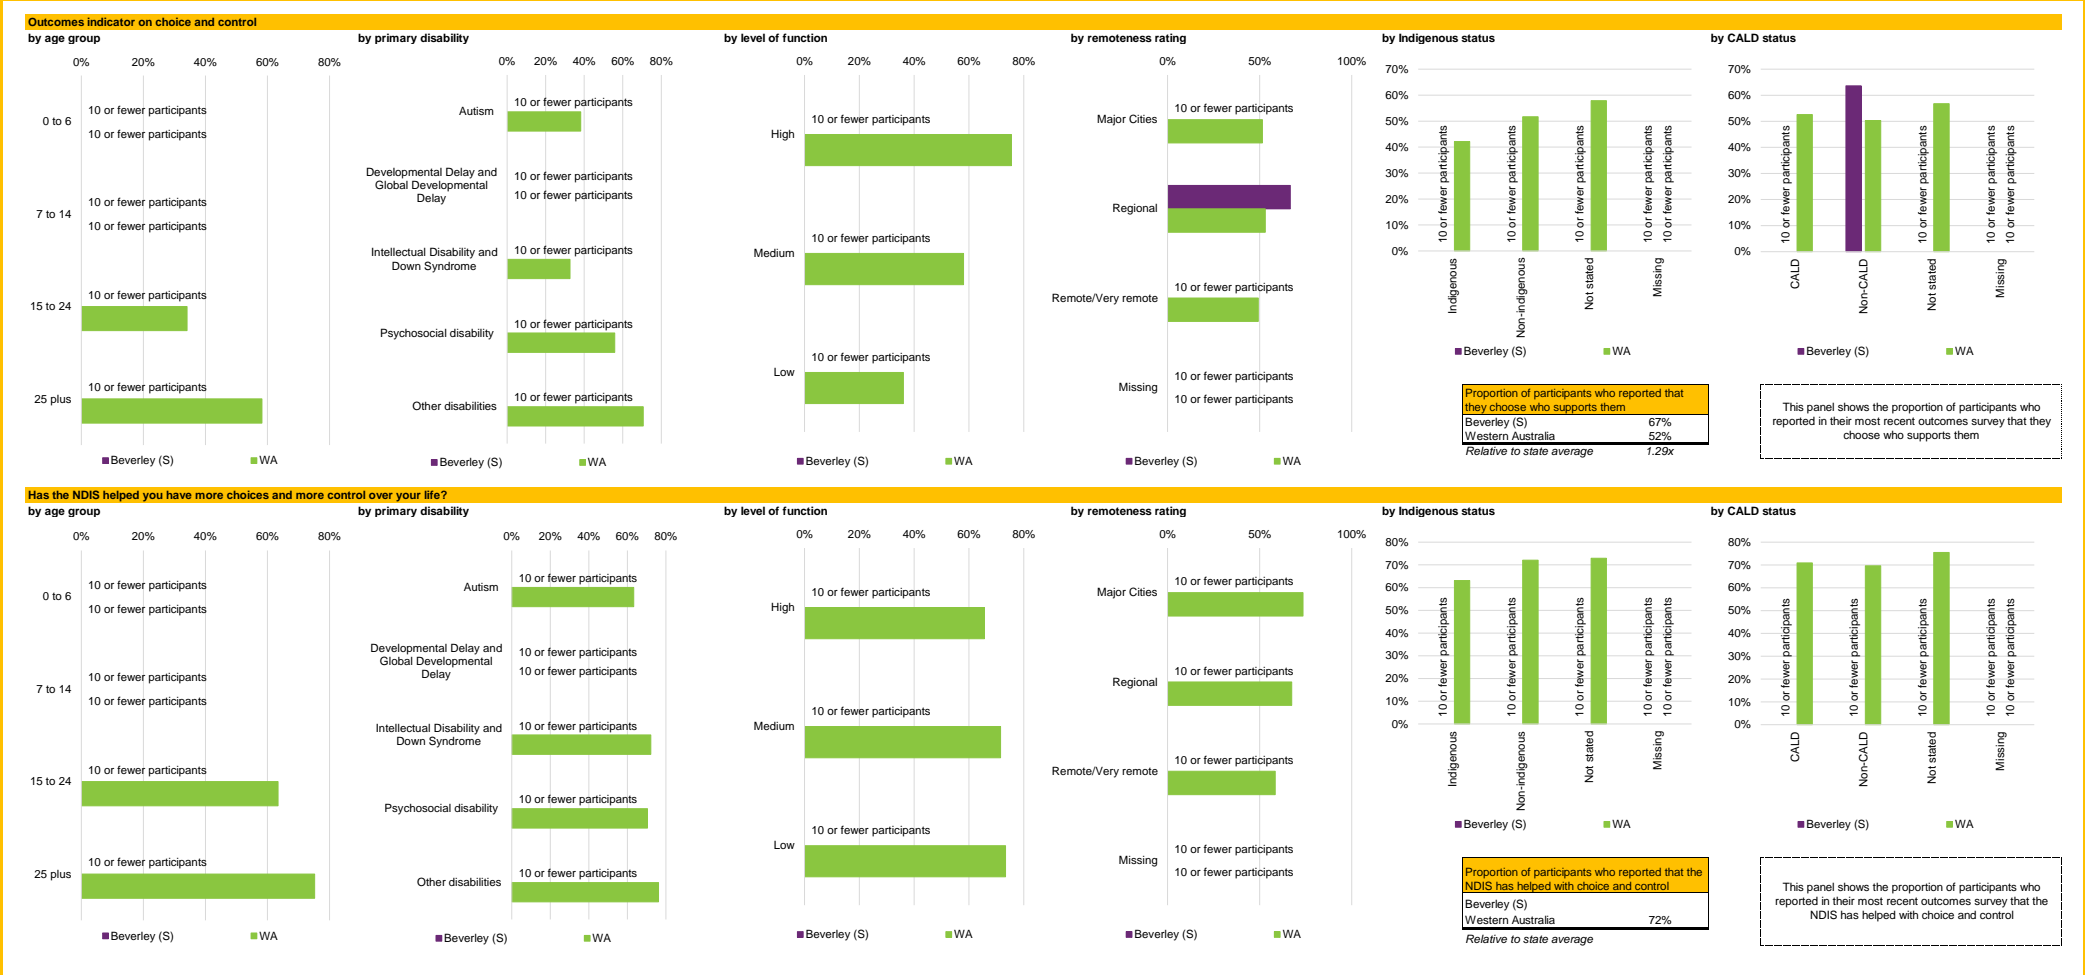 Outcomes indicator on choice and control
by age group
0% 20% 40% 60% 80%
0 to 6
10 or fewer participants
10 or fewer participants
7 to 14
10 or fewer participants
10 or fewer participants
15 to 24
10 or fewer participants
25 plus
10 or fewer participants
Beverley (S) WA
by primary disability
0% 20% 40% 60% 80%
Autism
10 or fewer participants
Developmental Delay and
Global Developmental
Delay
10 or fewer participants
10 or fewer participants
Intellectual Disability and
Down Syndrome
10 or fewer participants
Psychosocial disability
10 or fewer participants
Other disabilities
10 or fewer participants
Beverley (S) WA
by level of function
0% 20% 40% 60% 80%
High
10 or fewer participants
Medium
10 or fewer participants
Low
10 or fewer participants
Beverley (S) WA
by remoteness rating
0% 50% 100%
Major Cities
10 or fewer participants
Regional
Remote/Very remote
10 or fewer participants
Missing
10 or fewer participants
10 or fewer participants
Beverley (S) WA
by Indigenous status
70%
60%
50%
40%
30%
20%
10%
0%
10 or fewer participants
10 or fewer participants
10 or fewer participants
10 or fewer participants
10 or fewer participants
Indigenous
Non-indigenous
Not stated
Missing
Beverley (S) WA
by CALD status
70%
60%
50%
40%
30%
20%
10%
0%
10 or fewer participants
10 or fewer participants
10 or fewer participants
10 or fewer participants
CALD
Non-CALD
Not stated
Missing
Beverley (S) WA
Proportion of participants who reported that
they choose who supports them
Beverley (S) 67%
Western Australia 52%
Relative to state average 1.29x
This panel shows the proportion of participants who
reported in their most recent outcomes survey that they
choose who supports them
Has the NDIS helped you have more choices and more control over your life?
by age group
0% 20% 40% 60% 80%
0 to 6
10 or fewer participants
10 or fewer participants
7 to 14
10 or fewer participants
10 or fewer participants
15 to 24
10 or fewer participants
25 plus
10 or fewer participants
Beverley (S) WA
by primary disability
0% 20% 40% 60% 80%
Autism
10 or fewer participants
Developmental Delay and
Global Developmental
Delay
10 or fewer participants
10 or fewer participants
Intellectual Disability and
Down Syndrome
10 or fewer participants
Psychosocial disability
10 or fewer participants
Other disabilities
10 or fewer participants
Beverley (S) WA
by level of function
0% 20% 40% 60% 80%
High
10 or fewer participants
Medium
10 or fewer participants
Low
10 or fewer participants
Beverley (S) WA
by remoteness rating
0% 50% 100%
Major Cities
10 or fewer participants
Regional
10 or fewer participants
Remote/Very remote
10 or fewer participants
Missing
10 or fewer participants
10 or fewer participants
Beverley (S) WA
by Indigenous status
80%
70%
60%
50%
40%
30%
20%
10%
0%
10 or fewer participants
10 or fewer participants
10 or fewer participants
10 or fewer participants
10 or fewer participants
Indigenous
Non-indigenous
Not stated
Missing
Beverley (S) WA
by CALD status
80%
70%
60%
50%
40%
30%
20%
10%
0%
10 or fewer participants
10 or fewer participants
10 or fewer participants
10 or fewer participants
10 or fewer participants
CALD
Non-CALD
Not stated
Missing
Beverley (S) WA
Proportion of participants who reported that the
NDIS has helped with choice and control
Beverley (S)
Western Australia 72%
Relative to state average
This panel shows the proportion of participants who
reported in their most recent outcomes survey that the
NDIS has helped with choice and control